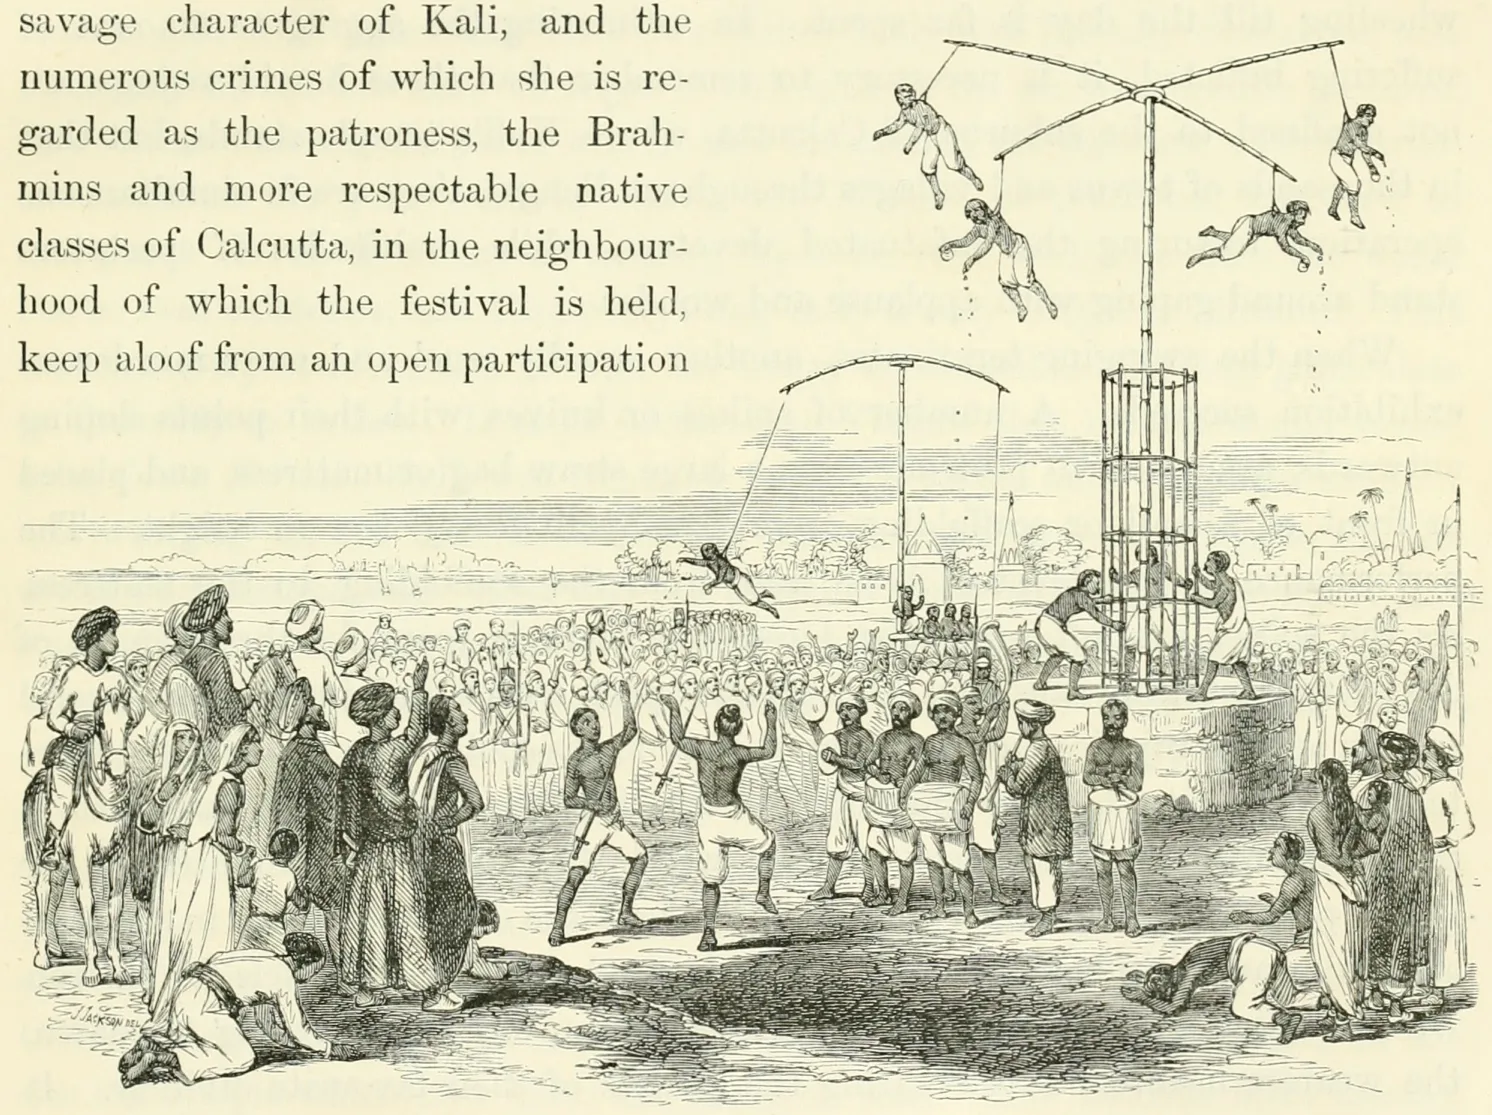 savage character of Kali, and the
numerous crimes of which she is re-
garded as the patroness, the Brah-
mins and more respectable native
classes of Calcutta, in the neighbour-
hood of which the festival is held,
keep aloof from an open participation
J. JACKSON DEL